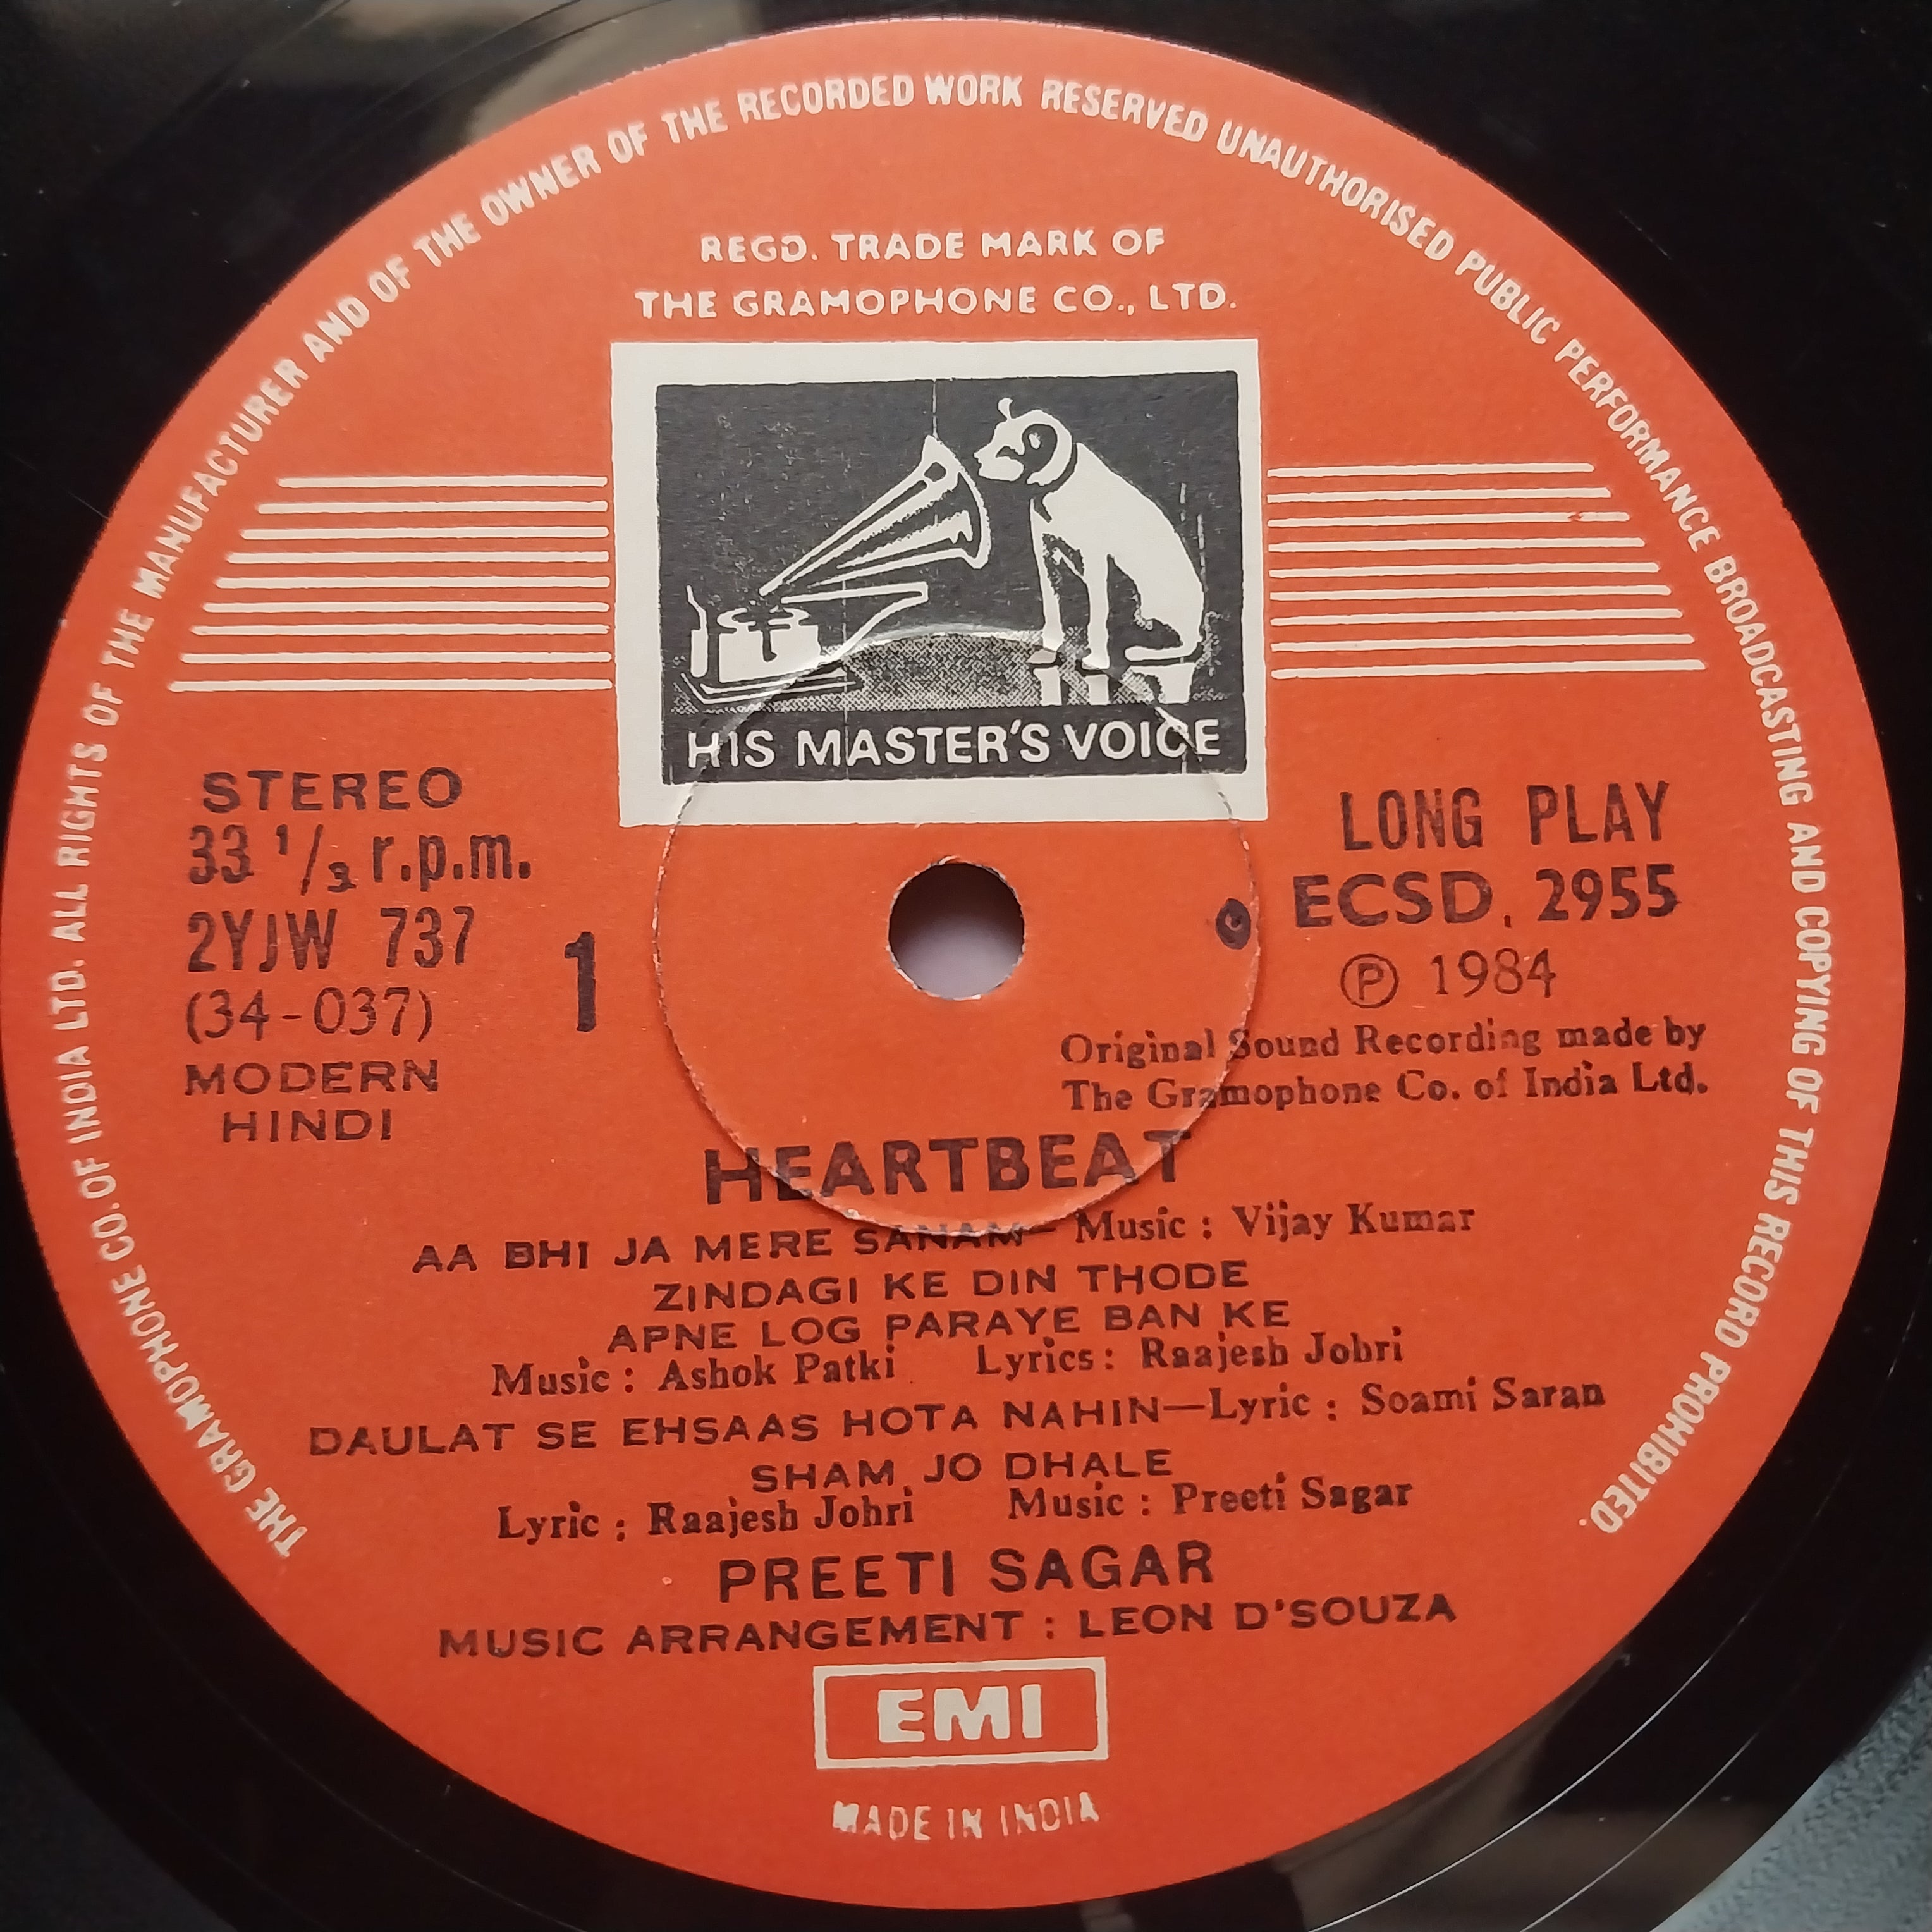 THE GRAMOPHONE CO. OF INDIA LTD. ALL RIGHTS OF THE MANUFACTURER AND OF THE OWNER OF THE RECORDED WORK RESERVED UNAUTHORISED PUBLIC PERFORMANCE BROADCASTING AND COPYING OF THIS RECORD PROHIBITED.
REGD. TRADE MARK OF
THE GRAMOPHONE CO., LTD.
HIS MASTER'S VOICE
STEREO
33 1/3 r.p.m.
2YJW 737
(34-037)
MODERN
HINDI
1
LONG PLAY
ECSD. 2955
Ⓟ 1984
Original Sound Recording made by
The Gramophone Co. of India Ltd.
HEARTBEAT
AA BHI JA MERE SANAM— Music : Vijay Kumar
ZINDAGI KE DIN THODE
APNE LOG PARAYE BAN KE
Music : Ashok Patki Lyrics : Raajesh Johri
DAULAT SE EHSAAS HOTA NAHIN—Lyric : Soami Saran
SHAM JO DHALE
Lyric : Raajesh Johri Music : Preeti Sagar
PREETI SAGAR
MUSIC ARRANGEMENT : LEON D'SOUZA
EMI
MADE IN INDIA